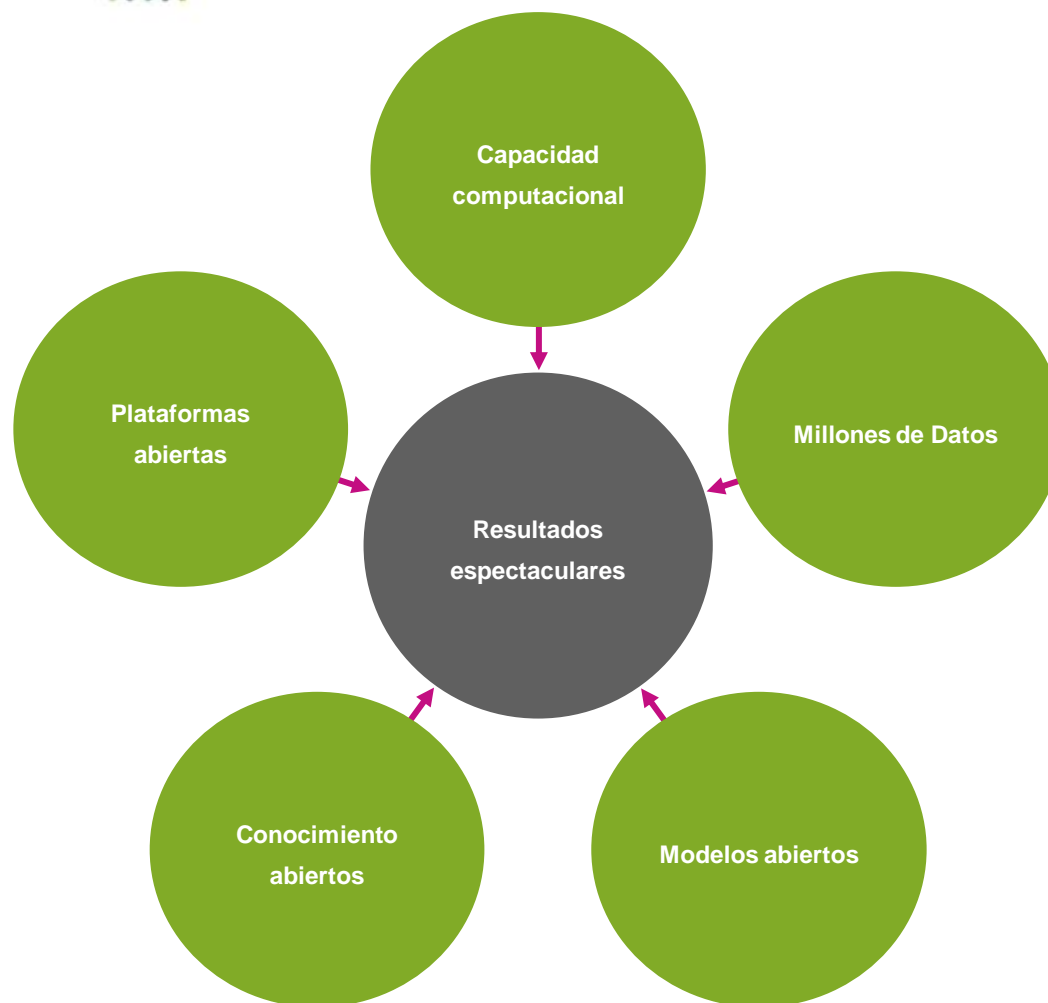 Capacidad
computacional
Plataformas
abiertas
Millones de Datos
Resultados
espectaculares
Conocimiento
abiertos
Modelos abiertos